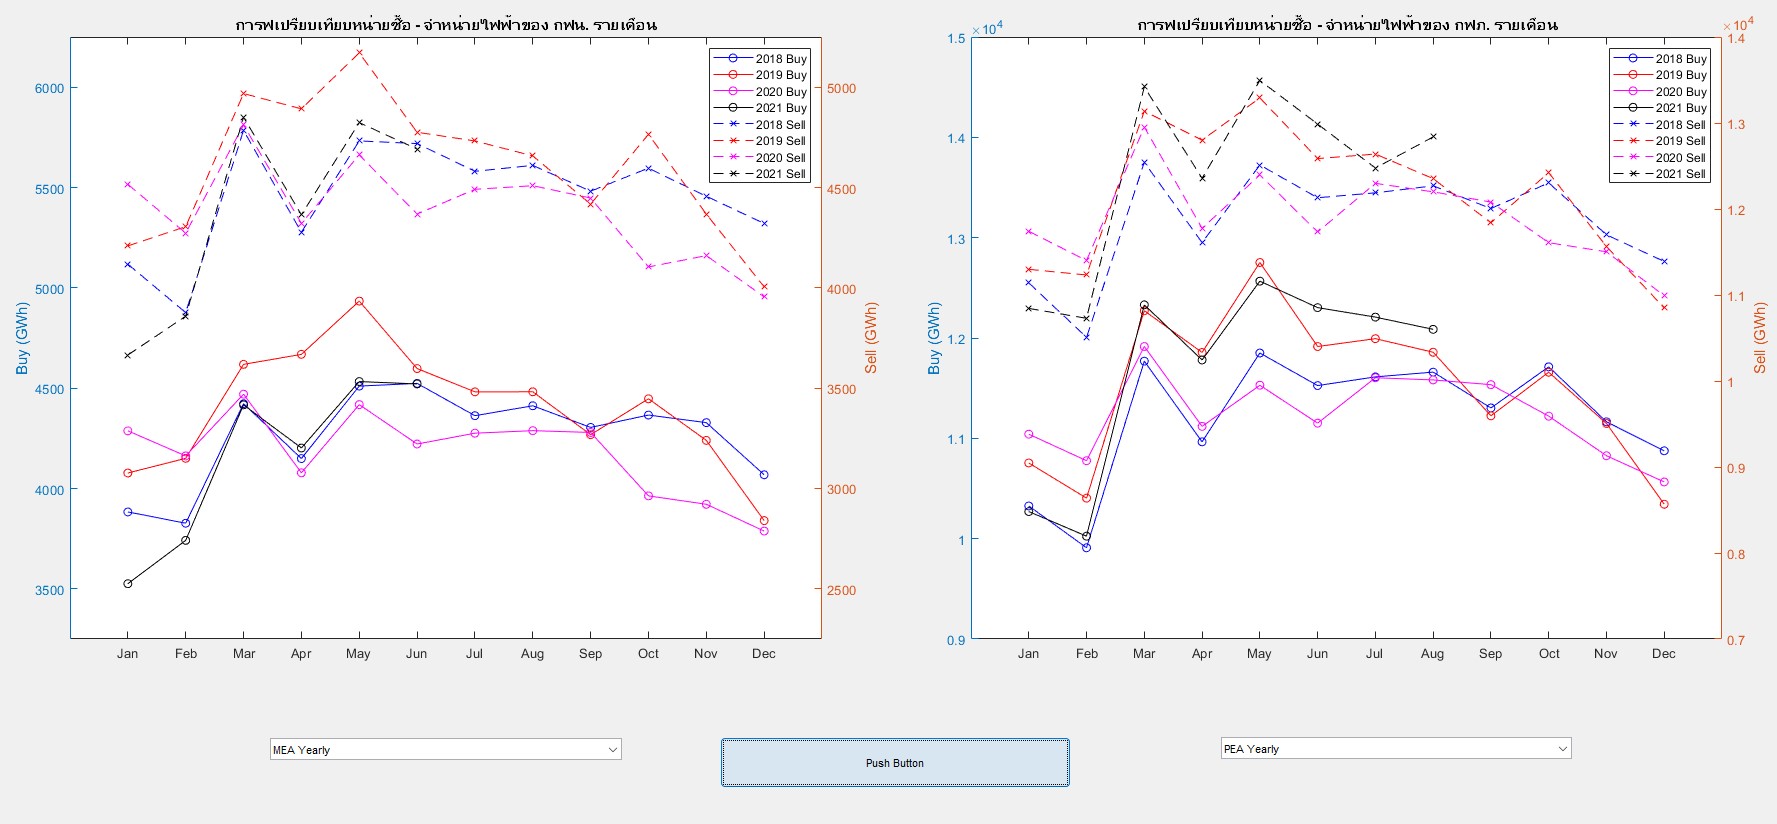 กราฟเปรียบเทียบหน่วยซื้อ - จำหน่ายไฟฟ้าของ กฟน. รายเดือน
6000
5500
5000
4500
4000
3500
Buy (GWh)
5000
4500
4000
3500
3000
2500
Sell (GWh)
2018 Buy
2019 Buy
2020 Buy
2021 Buy
2018 Sell
2019 Sell
2020 Sell
2021 Sell
Jan Feb Mar Apr May Jun Jul Aug Sep Oct Nov Dec
กราฟเปรียบเทียบหน่วยซื้อ - จำหน่ายไฟฟ้าของ กฟภ. รายเดือน
×10⁴
1.5
1.4
1.3
1.2
1.1
1
0.9
Buy (GWh)
×10⁴
1.4
1.3
1.2
1.1
1
0.9
0.8
0.7
Sell (GWh)
2018 Buy
2019 Buy
2020 Buy
2021 Buy
2018 Sell
2019 Sell
2020 Sell
2021 Sell
Jan Feb Mar Apr May Jun Jul Aug Sep Oct Nov Dec
MEA Yearly
Push Button
PEA Yearly